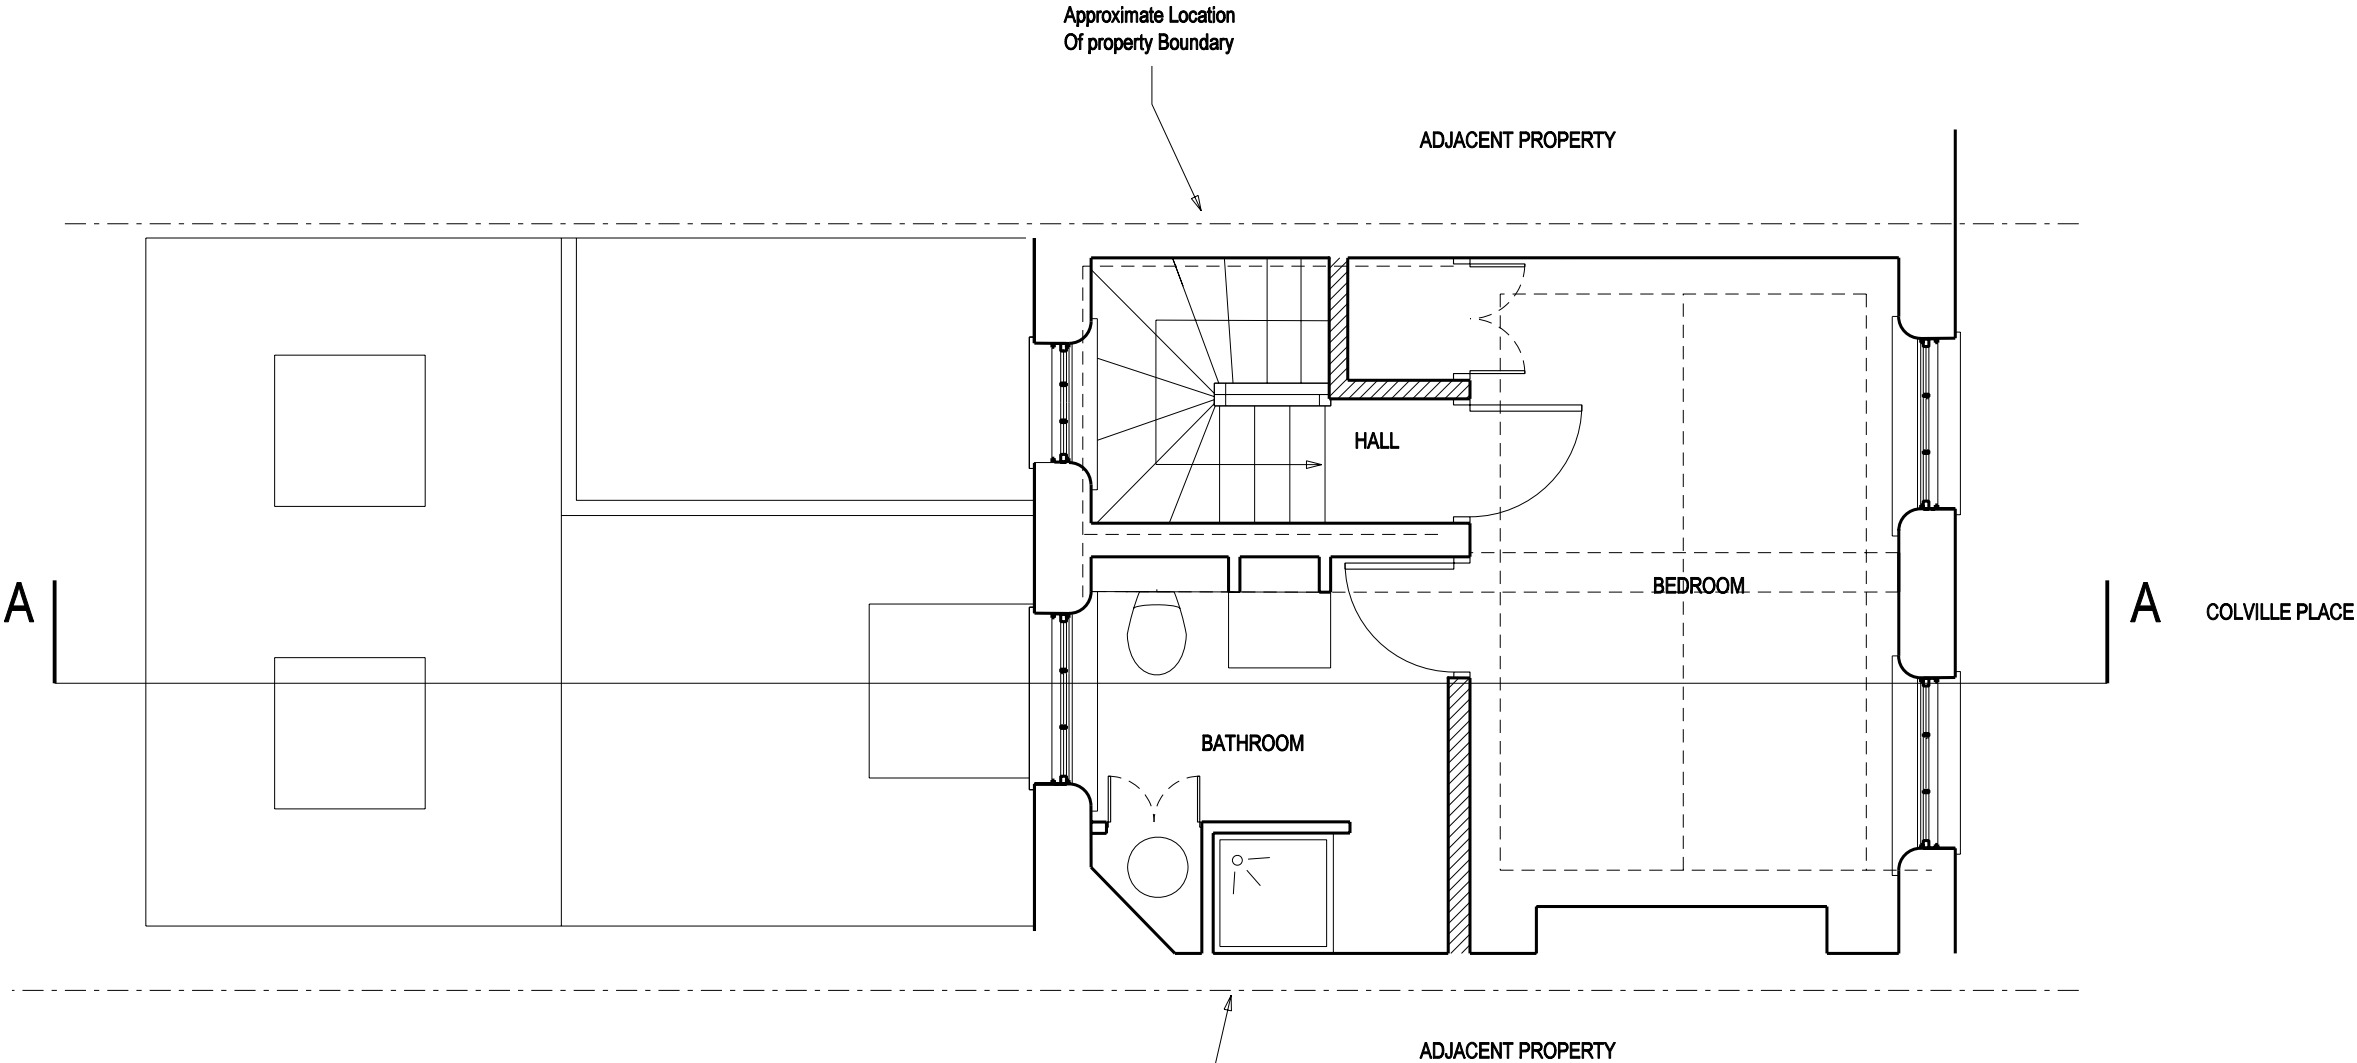 Approximate Location
Of property Boundary
ADJACENT PROPERTY
HALL
BEDROOM
A
A
COLVILLE PLACE
BATHROOM
ADJACENT PROPERTY